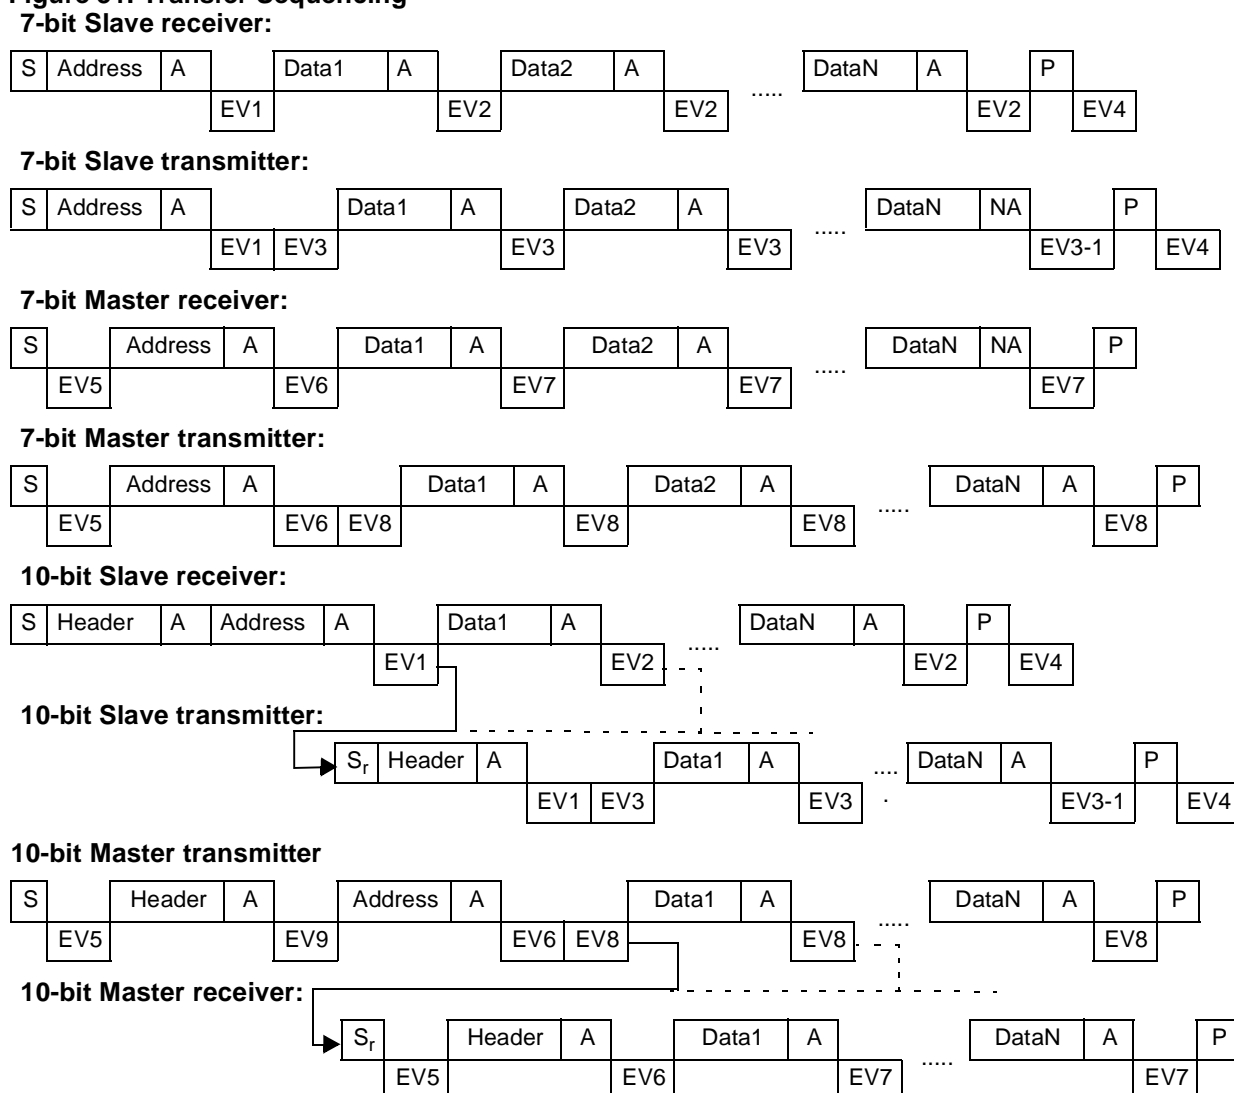 7-bit Slave receiver:
S Address A Data1 A Data2 A ..... DataN A P
EV1 EV2 EV2 EV2 EV4
7-bit Slave transmitter:
S Address A Data1 A Data2 A ..... DataN NA P
EV1 EV3 EV3 EV3 EV3-1 EV4
7-bit Master receiver:
S Address A Data1 A Data2 A ..... DataN NA P
EV5 EV6 EV7 EV7 EV7
7-bit Master transmitter:
S Address A Data1 A Data2 A ..... DataN A P
EV5 EV6 EV8 EV8 EV8 EV8
10-bit Slave receiver:
S Header A Address A Data1 A ..... DataN A P
EV1 EV2 EV2 EV4
10-bit Slave transmitter:
Sr Header A Data1 A .... DataN A P
EV1 EV3 EV3 . EV3-1 EV4
10-bit Master transmitter
S Header A Address A Data1 A ..... DataN A P
EV5 EV9 EV6 EV8 EV8 EV8
10-bit Master receiver:
Sr Header A Data1 A ..... DataN A P
EV5 EV6 EV7 EV7